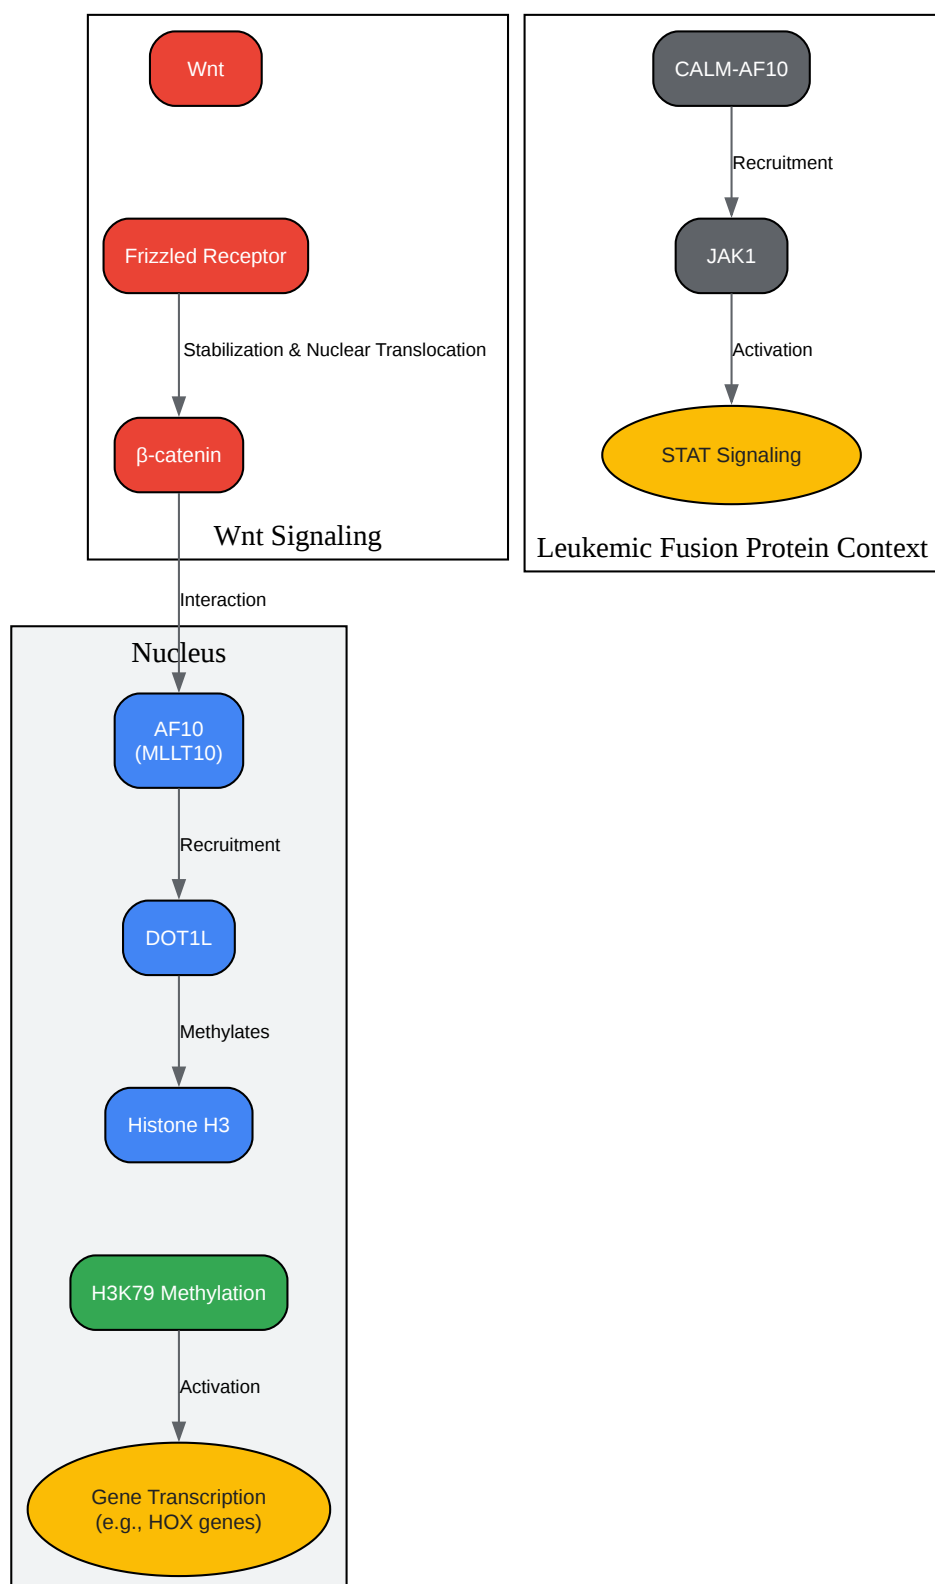 Wnt
Frizzled Receptor
Stabilization & Nuclear Translocation
β-catenin
Wnt Signaling
CALM-AF10
Recruitment
JAK1
Activation
STAT Signaling
Leukemic Fusion Protein Context
Interaction
Nucleus
AF10
(MLLT10)
Recruitment
DOT1L
Methylates
Histone H3
H3K79 Methylation
Activation
Gene Transcription
(e.g., HOX genes)